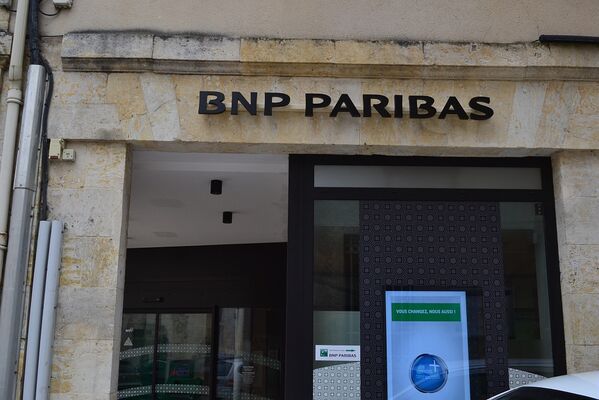 BNP PARIBAS
VOUS CHANGEZ, NOUS AUSSI !
BNP PARIBAS